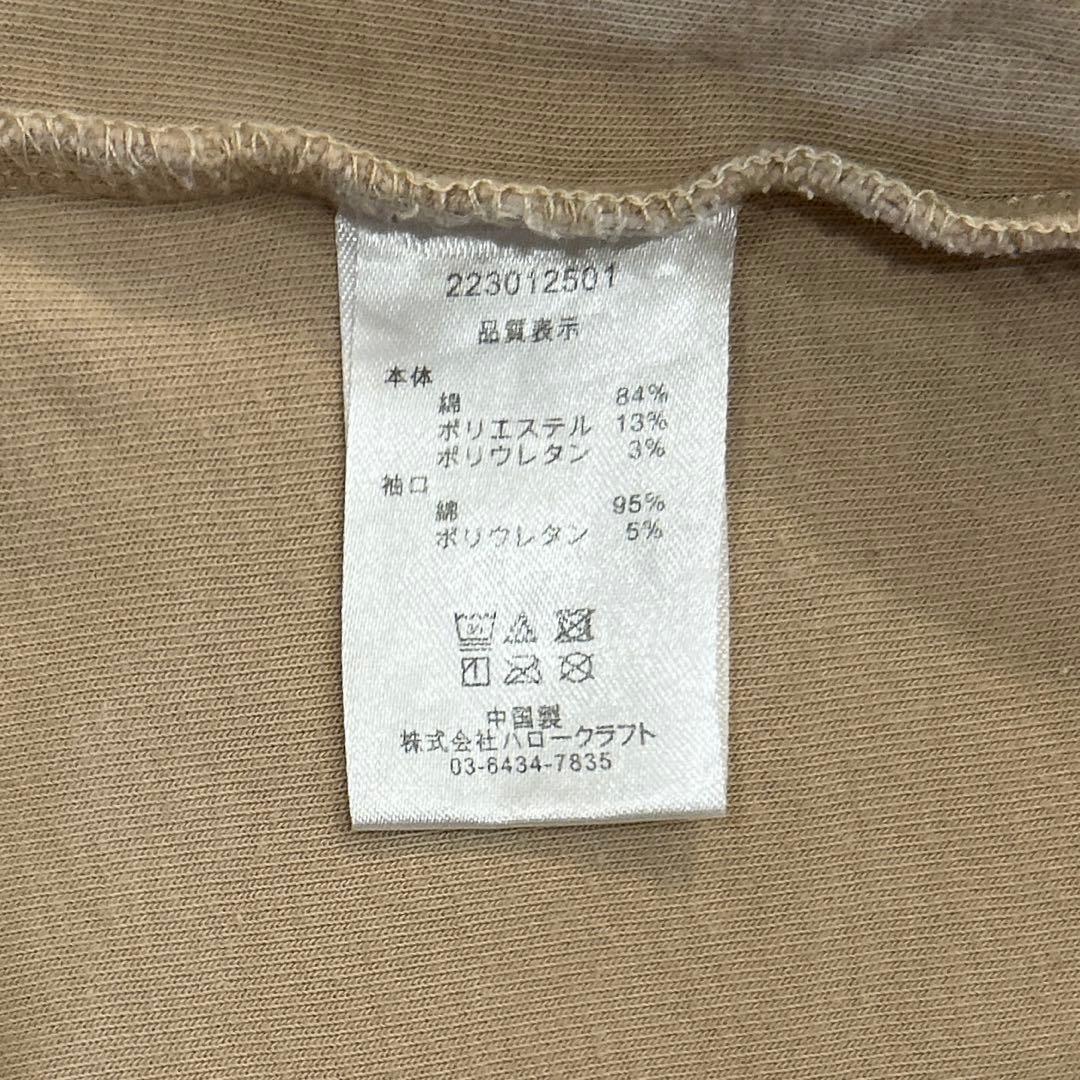 223012501
品質表示
本体
綿 84%
ポリエステル 13%
ポリウレタン 3%
袖口
綿 95%
ポリウレタン 5%
中国製
株式会社ハロークラフト
03-6434-7835